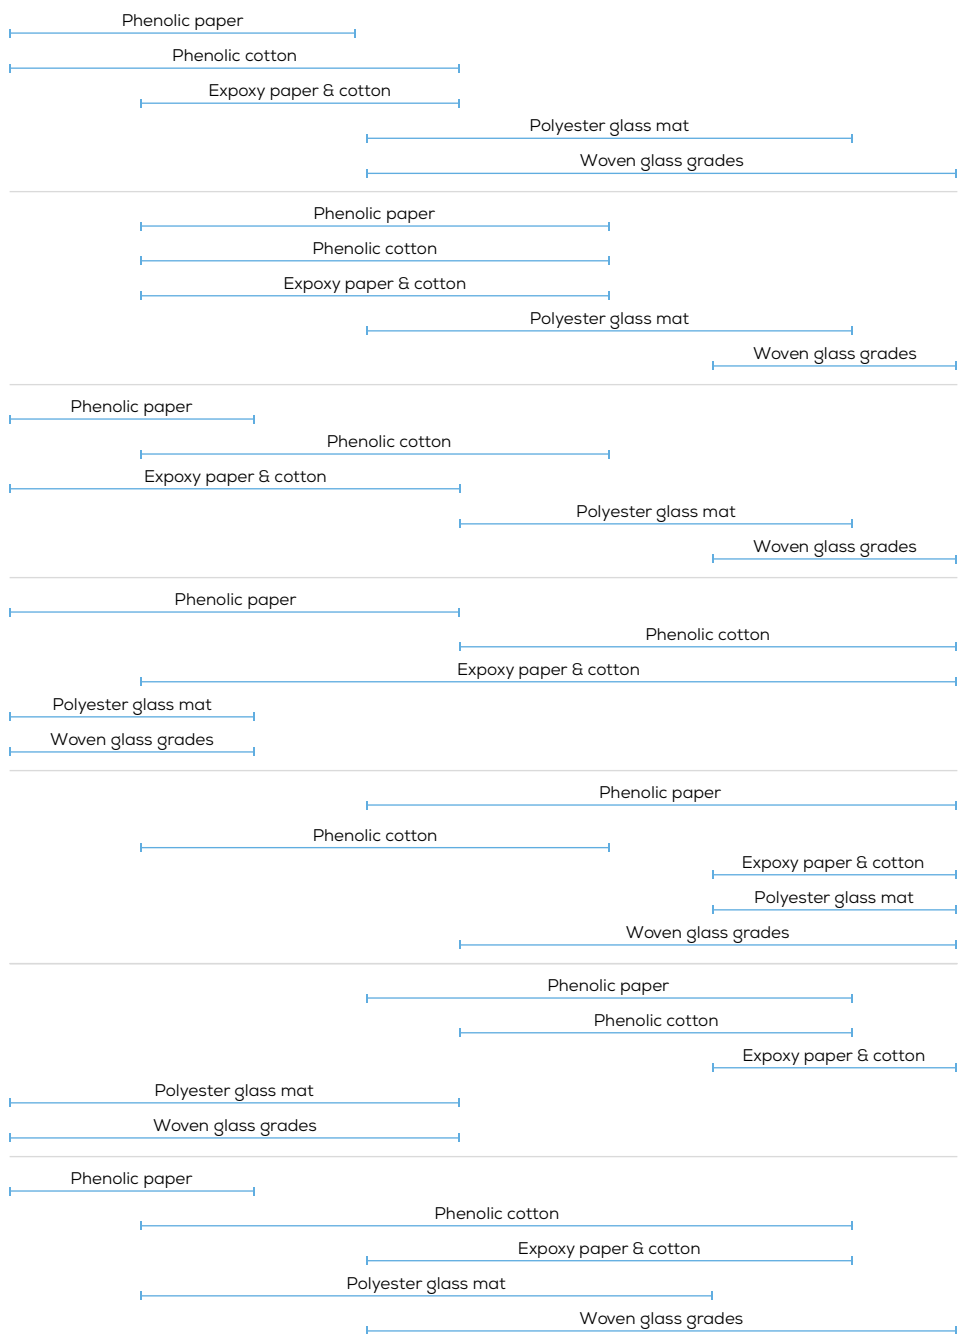 Phenolic paper
Phenolic cotton
Expoxy paper & cotton
Polyester glass mat
Woven glass grades
Phenolic paper
Phenolic cotton
Expoxy paper & cotton
Polyester glass mat
Woven glass grades
Phenolic paper
Phenolic cotton
Expoxy paper & cotton
Polyester glass mat
Woven glass grades
Phenolic paper
Phenolic cotton
Expoxy paper & cotton
Polyester glass mat
Woven glass grades
Phenolic paper
Phenolic cotton
Expoxy paper & cotton
Polyester glass mat
Woven glass grades
Phenolic paper
Phenolic cotton
Expoxy paper & cotton
Polyester glass mat
Woven glass grades
Phenolic paper
Phenolic cotton
Expoxy paper & cotton
Polyester glass mat
Woven glass grades